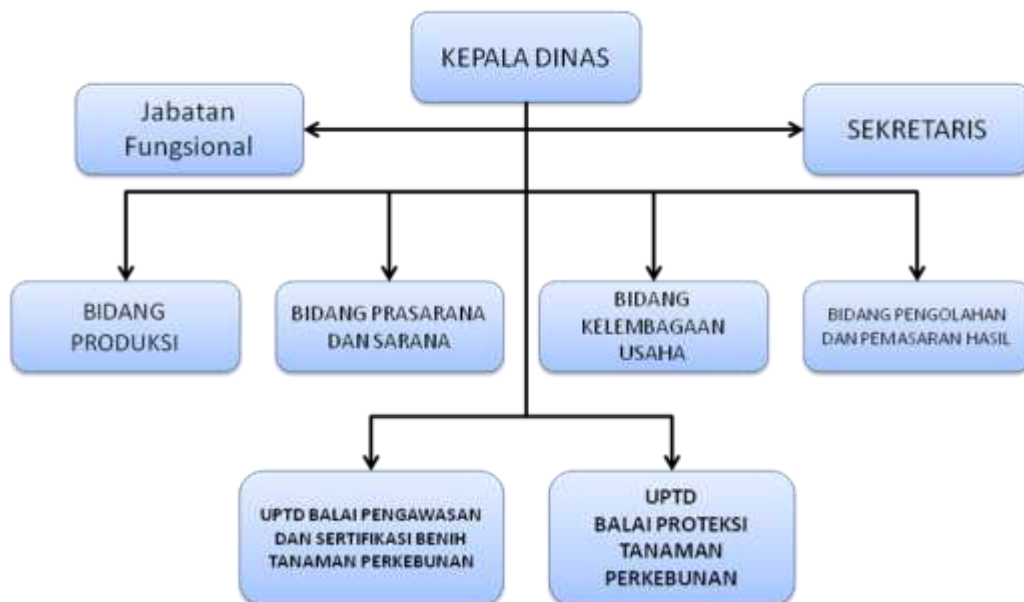 KEPALA DINAS
Jabatan
Fungsional
SEKRETARIS
BIDANG
PRODUKSI
BIDANG PRASARANA
DAN SARANA
BIDANG
KELEMBAGAAN
USAHA
BIDANG PENGOLAHAN
DAN PEMASARAN HASIL
UPTD BALAI PENGAWASAN
DAN SERTIFIKASI BENIH
TANAMAN PERKEBUNAN
UPTD
BALAI PROTEKSI
TANAMAN
PERKEBUNAN